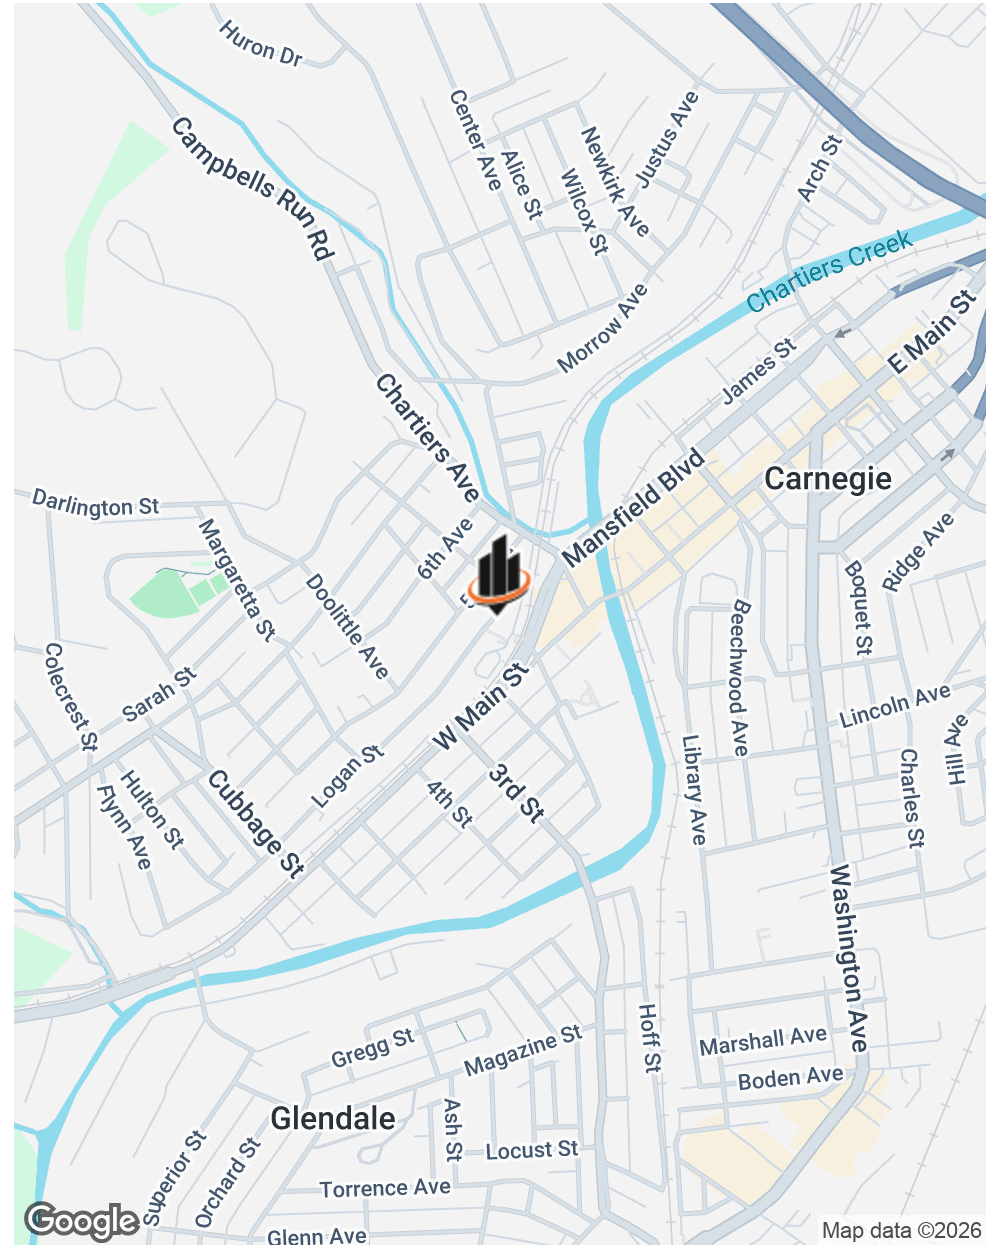 Huron Dr
Center Ave
Justus Ave
Campbells Run Rd
Alice St
Newkirk Ave
Arch St
Wilcox St
Chartiers Creek
Morrow Ave
E Main St
James St
Chartiers Ave
Mansfield Blvd
Carnegie
Darlington St
6th Ave
Margaretta St
Ridge Ave
Doolittle Ave
Boquet St
Beechwood Ave
Colecrest St
Sarah St
W Main St
Lincoln Ave
Hill Ave
Library Ave
Logan St
3rd St
4th St
Charles St
Hulton St
Flynn Ave
Cubbage St
Washington Ave
Hoff St
Gregg St
Magazine St
Marshall Ave
Boden Ave
Glendale
Ash St
Locust St
Superior St
Orchard St
Torrence Ave
Glenn Ave
Google
Map data ©2026